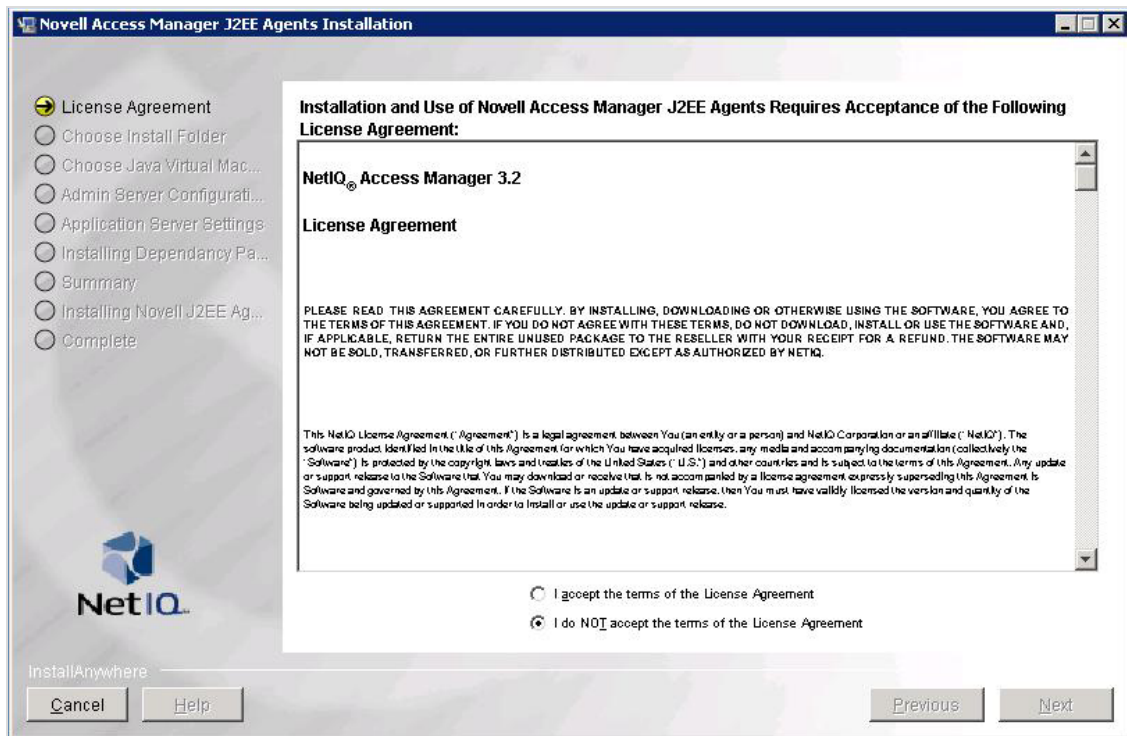 Novell Access Manager J2EE Agents Installation
License Agreement
Choose Install Folder
Choose Java Virtual Mac...
Admin Server Configurati...
Application Server Settings
Installing Dependancy Pa...
Summary
Installing Novell J2EE Ag...
Complete
NetIQ
Installation and Use of Novell Access Manager J2EE Agents Requires Acceptance of the Following
License Agreement:
NetIQ® Access Manager 3.2
License Agreement
PLEASE READ THIS AGREEMENT CAREFULLY. BY INSTALLING, DOWNLOADING OR OTHERWISE USING THE SOFTWARE, YOU AGREE TO
THE TERMS OF THIS AGREEMENT. IF YOU DO NOT AGREE WITH THESE TERMS, DO NOT DOWNLOAD, INSTALL OR USE THE SOFTWARE AND,
IF APPLICABLE, RETURN THE ENTIRE UNUSED PACKAGE TO THE RESELLER WITH YOUR RECEIPT FOR A REFUND. THE SOFTWARE MAY
NOT BE SOLD, TRANSFERRED, OR FURTHER DISTRIBUTED EXCEPT AS AUTHORIZED BY NETIQ.
This NetIQ License Agreement ("Agreement") is a legal agreement between You (an entity or a person) and NetIQ Corporation or an affiliate ("NetIQ"). The
software product identified in the title of this Agreement for which You have acquired licenses, any media and accompanying documentation (collectively the
"Software") is protected by the copyright laws and treaties of the United States ("U.S.") and other countries and is subject to the terms of this Agreement. Any update
or support release to the Software that You may download or receive that is not accompanied by a license agreement expressly superseding this Agreement is
Software and governed by this Agreement. If the Software is an update or support release, then You must have validly licensed the version and quantity of the
Software being updated or supported in order to install or use the update or support release.
I accept the terms of the License Agreement
I do NOT accept the terms of the License Agreement
InstallAnywhere
Cancel
Help
Previous
Next